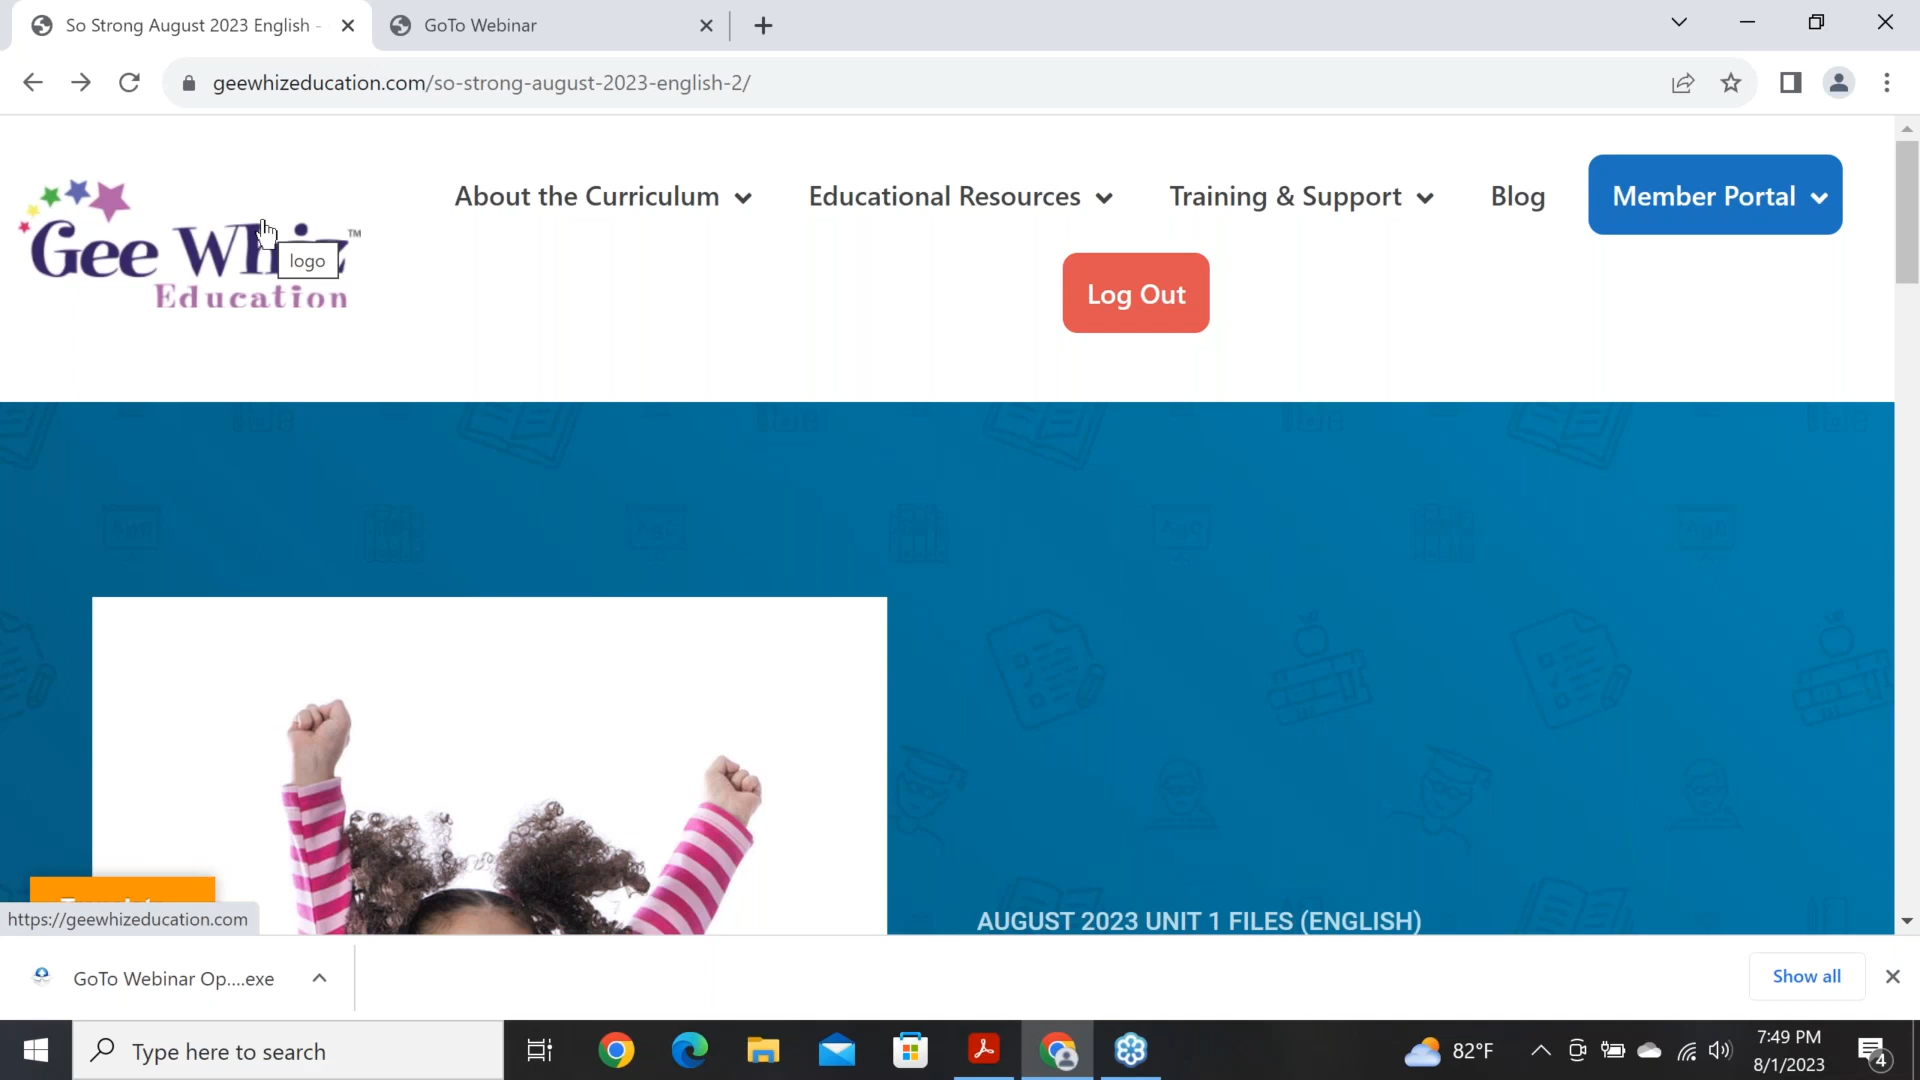 So Strong August 2023 English -
GoTo Webinar
geewhizeducation.com/so-strong-august-2023-english-2/
Gee Whiz™
Education
logo
About the Curriculum
Educational Resources
Training & Support
Blog
Member Portal
Log Out
AUGUST 2023 UNIT 1 FILES (ENGLISH)
https://geewhizeducation.com
GoTo Webinar Op....exe
Show all
Type here to search
82°F
7:49 PM
8/1/2023
4